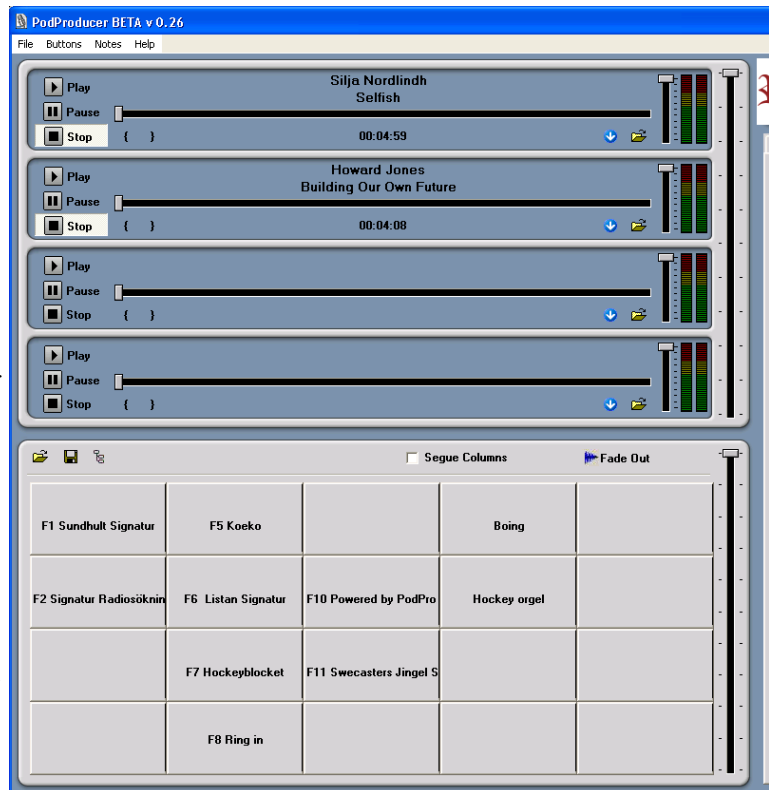 PodProducer BETA v 0.26
File Buttons Notes Help
Play
Silja Nordlindh
Selfish
Pause
Stop { } 00:04:59
Play
Howard Jones
Building Our Own Future
Pause
Stop { } 00:04:08
Play
Pause
Stop { }
Play
Pause
Stop { }
Segue Columns Fade Out
F1 Sundhult Signatur F5 Koeko Boing
F2 Signatur Radiosöknin F6 Listan Signatur F10 Powered by PodPro Hockey orgel
F7 Hockeyblocket F11 Swecasters Jingel S
F8 Ring in